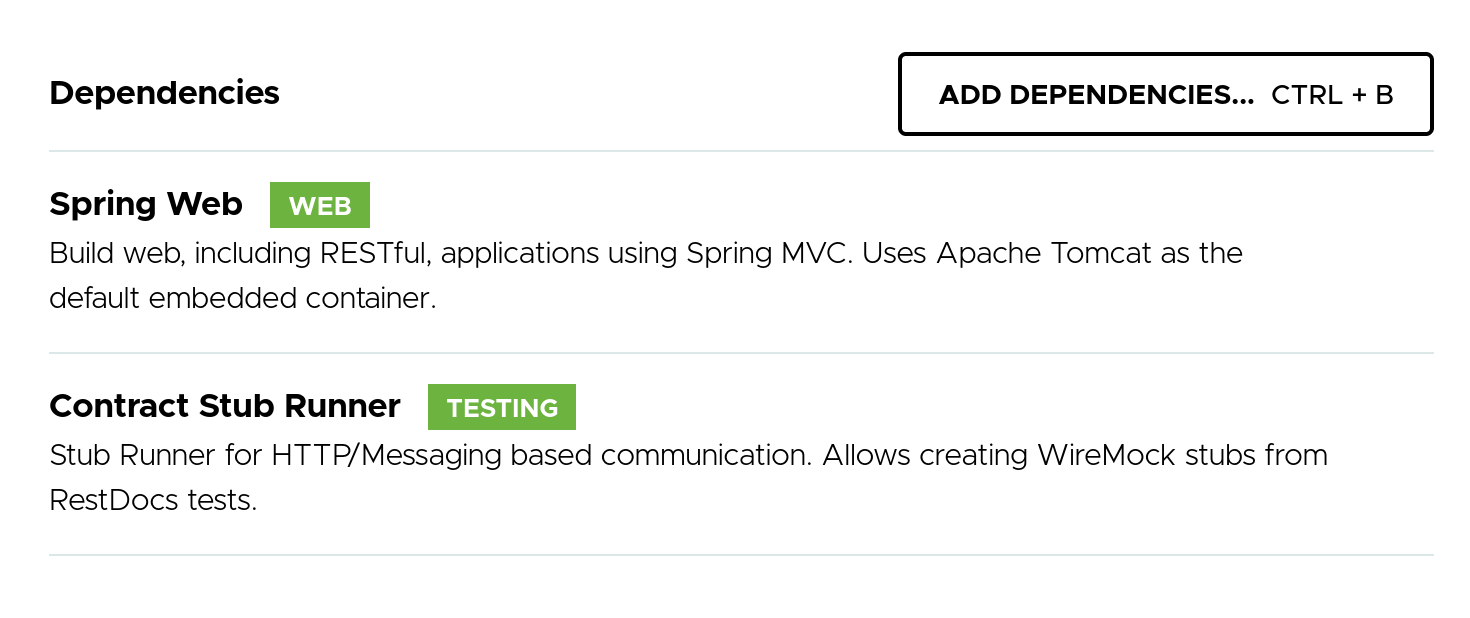 Dependencies
ADD DEPENDENCIES... CTRL + B
Spring Web WEB
Build web, including RESTful, applications using Spring MVC. Uses Apache Tomcat as the
default embedded container.
Contract Stub Runner TESTING
Stub Runner for HTTP/Messaging based communication. Allows creating WireMock stubs from
RestDocs tests.